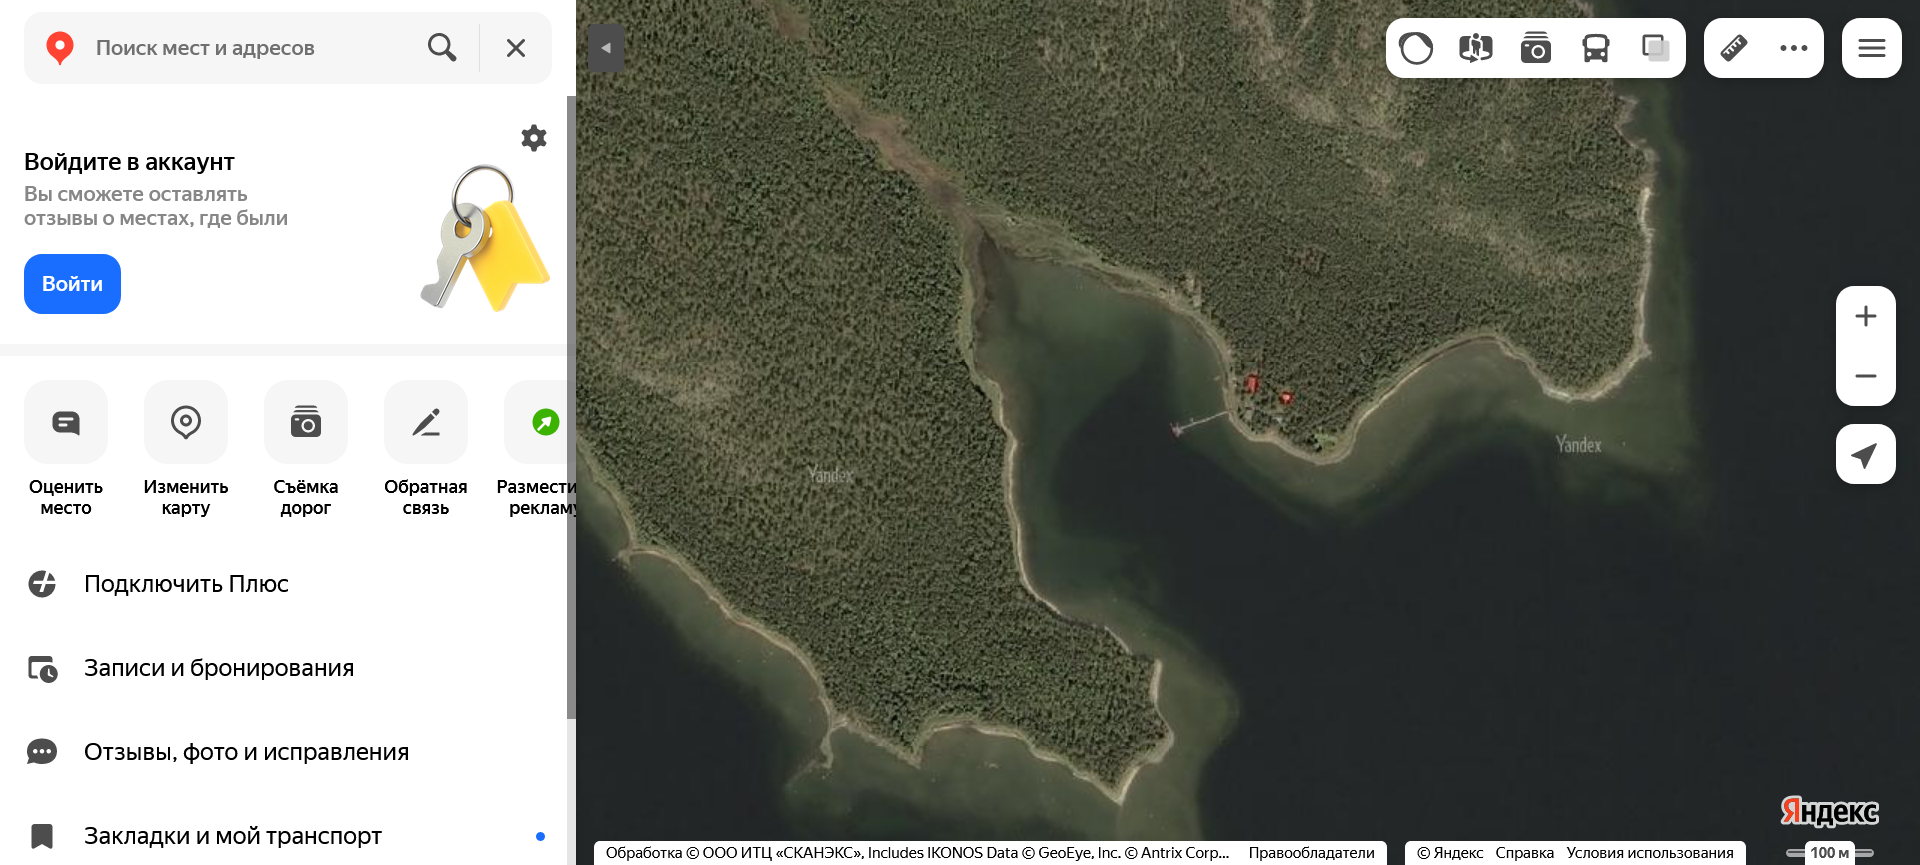 Поиск мест и адресов
Войдите в аккаунт
Вы сможете оставлять
отзывы о местах, где были
Войти
Оценить
место
Изменить
карту
Съёмка
дорог
Обратная
связь
Размести
реклам
Подключить Плюс
Записи и бронирования
Отзывы, фото и исправления
Закладки и мой транспорт
Yandex
Yandex
Яндекс
Обработка © ООО ИТЦ «СКАНЭКС», Includes IKONOS Data © GeoEye, Inc. © Antrix Corp... Правообладатели
© Яндекс Справка Условия использования
100 м